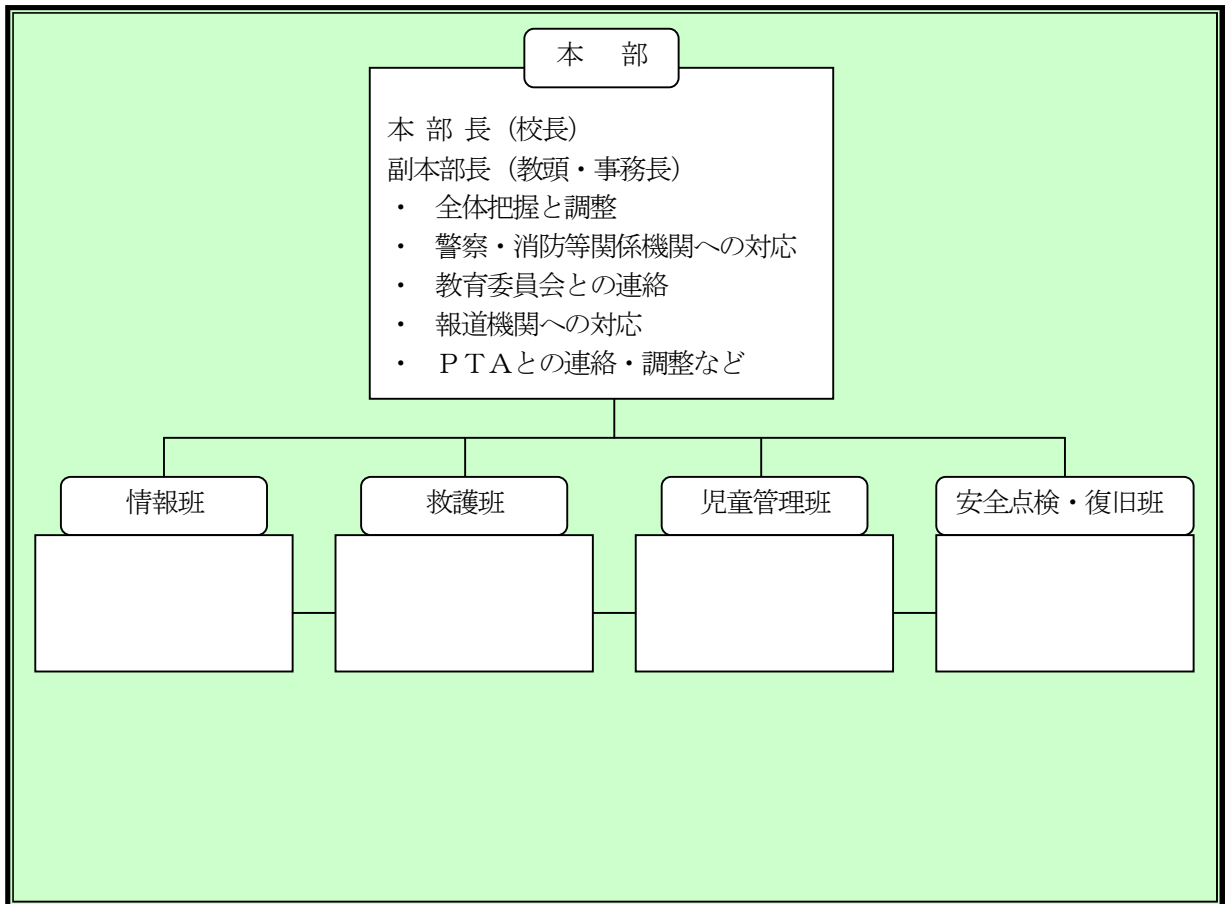 本　部
本 部 長（校長）
副本部長（教頭・事務長）
・　全体把握と調整
・　警察・消防等関係機関への対応
・　教育委員会との連絡
・　報道機関への対応
・　ＰＴＡとの連絡・調整など
情報班
救護班
児童管理班
安全点検・復旧班